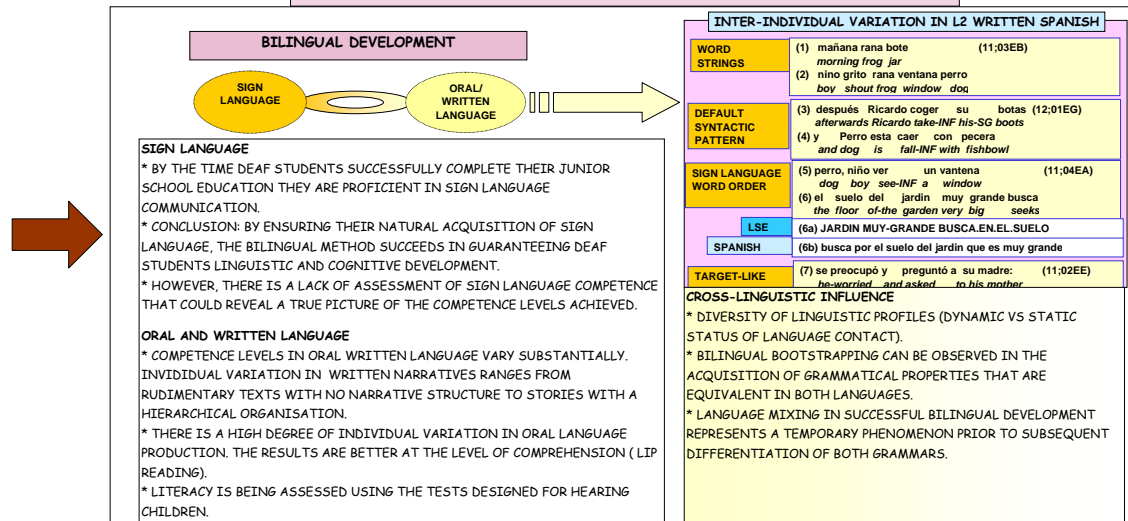 BILINGUAL DEVELOPMENT
SIGN
LANGUAGE
ORAL/
WRITTEN
LANGUAGE
SIGN LANGUAGE
* BY THE TIME DEAF STUDENTS SUCCESSFULLY COMPLETE THEIR JUNIOR
SCHOOL EDUCATION THEY ARE PROFICIENT IN SIGN LANGUAGE
COMMUNICATION.
* CONCLUSION: BY ENSURING THEIR NATURAL ACQUISITION OF SIGN
LANGUAGE, THE BILINGUAL METHOD SUCCEEDS IN GUARANTEEING DEAF
STUDENTS LINGUISTIC AND COGNITIVE DEVELOPMENT.
* HOWEVER, THERE IS A LACK OF ASSESSMENT OF SIGN LANGUAGE COMPETENCE
THAT COULD REVEAL A TRUE PICTURE OF THE COMPETENCE LEVELS ACHIEVED.
ORAL AND WRITTEN LANGUAGE
* COMPETENCE LEVELS IN ORAL WRITTEN LANGUAGE VARY SUBSTANTIALLY.
INVIDIDUAL VARIATION IN WRITTEN NARRATIVES RANGES FROM
RUDIMENTARY TEXTS WITH NO NARRATIVE STRUCTURE TO STORIES WITH A
HIERARCHICAL ORGANISATION.
* THERE IS A HIGH DEGREE OF INDIVIDUAL VARIATION IN ORAL LANGUAGE
PRODUCTION. THE RESULTS ARE BETTER AT THE LEVEL OF COMPREHENSION ( LIP
READING).
* LITERACY IS BEING ASSESSED USING THE TESTS DESIGNED FOR HEARING
CHILDREN.
INTER-INDIVIDUAL VARIATION IN L2 WRITTEN SPANISH
WORD
STRINGS
(1) mañana rana bote (11;03EB)
morning frog jar
(2) nino grito rana ventana perro
boy shout frog window dog
DEFAULT
SYNTACTIC
PATTERN
(3) después Ricardo coger su botas (12;01EG)
afterwards Ricardo take-INF his-SG boots
(4) y Perro esta caer con pecera
and dog is fall-INF with fishbowl
SIGN LANGUAGE
WORD ORDER
(5) perro, niño ver un vantena (11;04EA)
dog boy see-INF a window
(6) el suelo del jardin muy grande busca
the floor of-the garden very big seeks
LSE
(6a) JARDIN MUY-GRANDE BUSCA.EN.EL.SUELO
SPANISH
(6b) busca por el suelo del jardin que es muy grande
TARGET-LIKE
(7) se preocupó y preguntó a su madre: (11;02EE)
he-worried and asked to his mother
CROSS-LINGUISTIC INFLUENCE
* DIVERSITY OF LINGUISTIC PROFILES (DYNAMIC VS STATIC
STATUS OF LANGUAGE CONTACT).
* BILINGUAL BOOTSTRAPPING CAN BE OBSERVED IN THE
ACQUISITION OF GRAMMATICAL PROPERTIES THAT ARE
EQUIVALENT IN BOTH LANGUAGES.
* LANGUAGE MIXING IN SUCCESSFUL BILINGUAL DEVELOPMENT
REPRESENTS A TEMPORARY PHENOMENON PRIOR TO SUBSEQUENT
DIFFERENTIATION OF BOTH GRAMMARS.